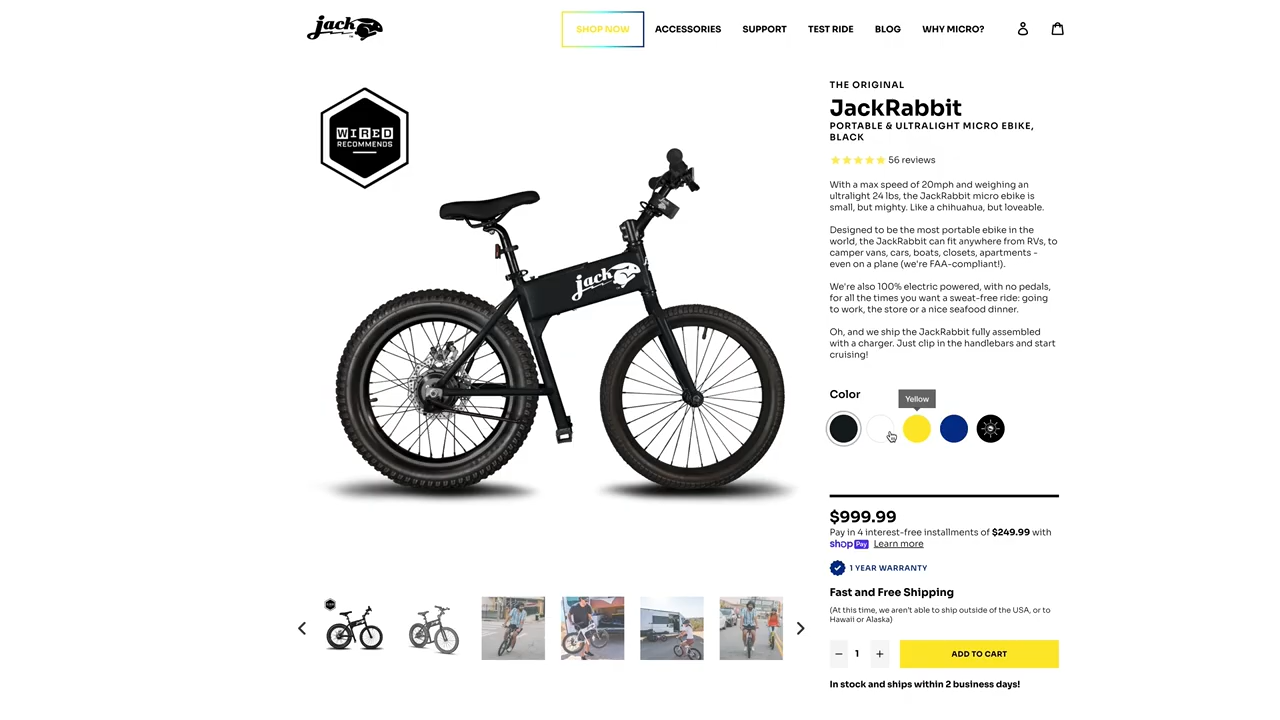 jack
SHOP NOW
ACCESSORIES
SUPPORT
TEST RIDE
BLOG
WHY MICRO?
WIRED
RECOMMENDS
jack
THE ORIGINAL
JackRabbit
PORTABLE & ULTRALIGHT MICRO EBIKE,
BLACK
56 reviews
With a max speed of 20mph and weighing an
ultralight 24 lbs, the JackRabbit micro ebike is
small, but mighty. Like a chihuahua, but loveable.
Designed to be the most portable ebike in the
world, the JackRabbit can fit anywhere from RVs, to
camper vans, cars, boats, closets, apartments -
even on a plane (we're FAA-compliant!).
We're also 100% electric powered, with no pedals,
for all the times you want a sweat-free ride: going
to work, the store or a nice seafood dinner.
Oh, and we ship the JackRabbit fully assembled
with a charger. Just clip in the handlebars and start
cruising!
Color
Yellow
$999.99
Pay in 4 interest-free installments of $249.99 with
shop Pay Learn more
1 YEAR WARRANTY
Fast and Free Shipping
(At this time, we aren't able to ship outside of the USA, or to
Hawaii or Alaska)
− 1 + ADD TO CART
In stock and ships within 2 business days!